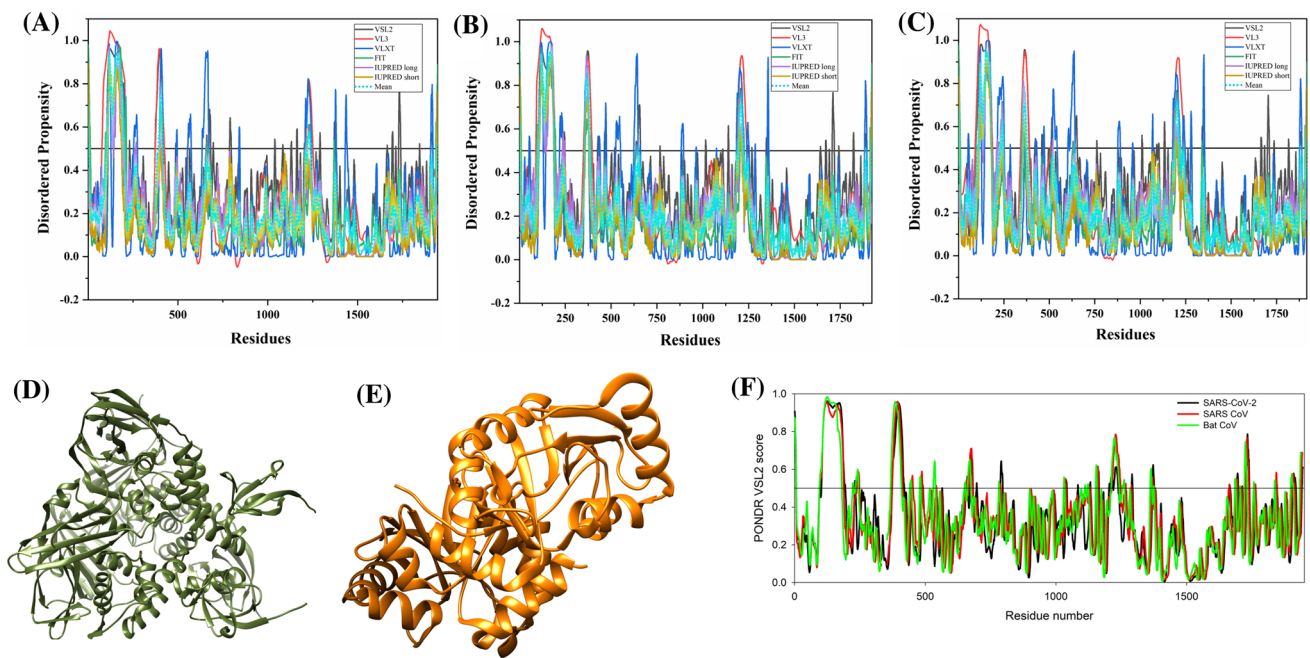 (A)
1.0
0.8
0.6
0.4
0.2
0.0
-0.2
Disordered Propensity
VSL2
VL3
VLXT
FIT
IUPRED long
IUPRED short
Mean
500
1000
1500
Residues
(B)
1.0
0.8
0.6
0.4
0.2
0.0
-0.2
Disordered Propensity
VSL2
VL3
VLXT
FIT
IUPRED long
IUPRED short
Mean
250
500
750
1000
1250
1500
1750
Residues
(C)
1.0
0.8
0.6
0.4
0.2
0.0
-0.2
Disordered Propensity
VSL2
VL3
VLXT
FIT
IUPRED long
IUPRED short
Mean
250
500
750
1000
1250
1500
1750
Residues
(D)
(E)
(F)
1.0
0.8
0.6
0.4
0.2
0.0
PONDR VSL2 score
SARS-CoV-2
SARS CoV
Bat CoV
0
500
1000
1500
Residue number